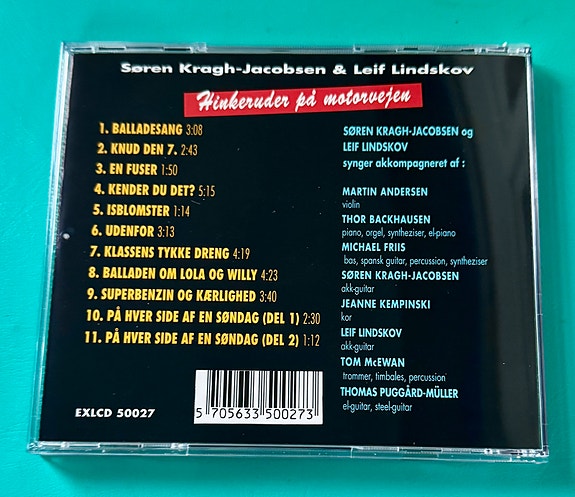 Søren Kragh-Jacobsen & Leif Lindskov
Hinkeruder på motorvejen
1. BALLADESANG 3:08
2. KNUD DEN 7. 2:43
3. EN FUSER 1:50
4. KENDER DU DET? 5:15
5. ISBLOMSTER 1:14
6. UDENFOR 3:13
7. KLASSENS TYKKE DRENG 4:19
8. BALLADEN OM LOLA OG WILLY 4:23
9. SUPERBENZIN OG KÆRLIGHED 3:40
10. PÅ HVER SIDE AF EN SØNDAG (DEL 1) 2:30
11. PÅ HVER SIDE AF EN SØNDAG (DEL 2) 1:12
SØREN KRAGH-JACOBSEN og
LEIF LINDSKOV
synger akkompagneret af :
MARTIN ANDERSEN
violin
THOR BACKHAUSEN
piano, orgel, syntheziser, el-piano
MICHAEL FRIIS
bas, spansk guitar, percussion, syntheziser
SØREN KRAGH-JACOBSEN
akk-guitar
JEANNE KEMPINSKI
kor
LEIF LINDSKOV
akk-guitar
TOM McEWAN
trommer, timbales, percussion
THOMAS PUGGÅRD-MÜLLER
el-guitar, steel-guitar
EXLCD 50027
5 705633 500273